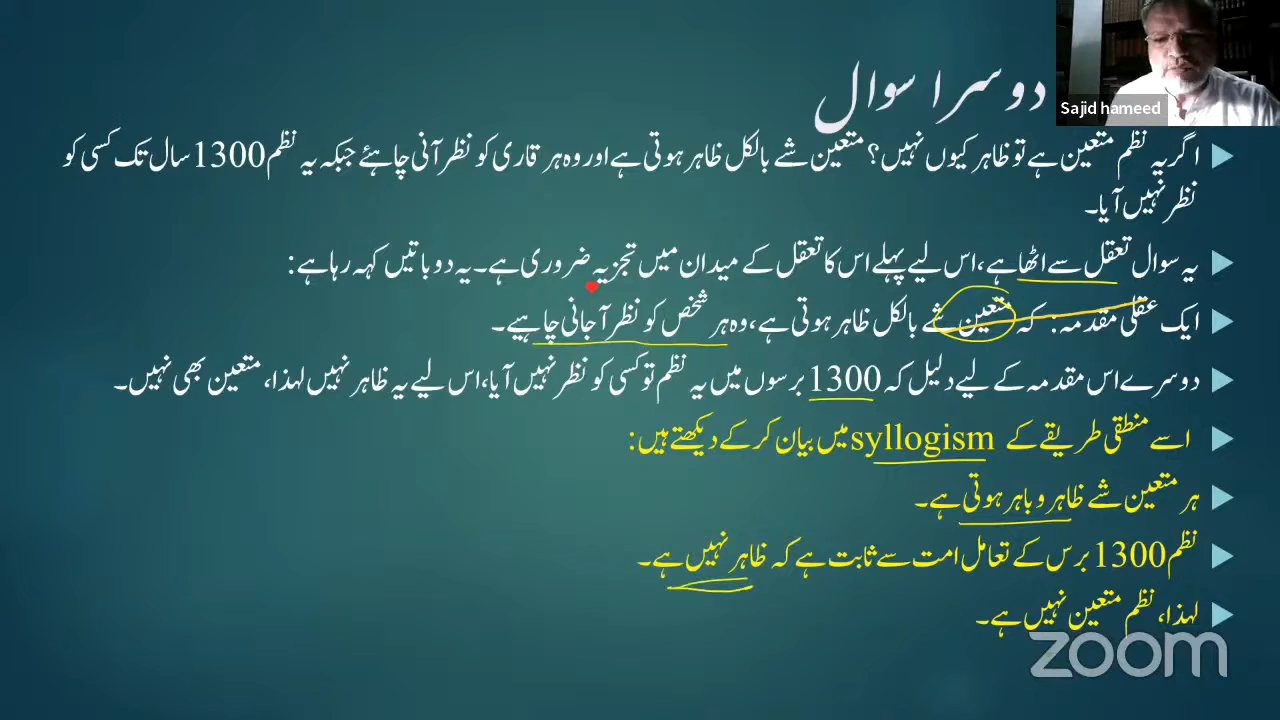 دوسرا سوال
Sajid hameed
اگر یہ نظم متعین ہے تو ظاہر کیوں نہیں؟ متعین شے بالکل ظاہر ہوتی ہے اور وہ ہر قاری کو نظر آنی چاہئے جبکہ یہ نظم 1300 سال تک کسی کو
نظر نہیں آیا۔
یہ سوال تعقل سے اٹھا ہے، اس لیے پہلے اس کا تعقل کے میدان میں تجزیہ ضروری ہے۔ یہ دو باتیں کہہ رہا ہے:
ایک عقلی مقدمہ: کہ متعین شے بالکل ظاہر ہوتی ہے، وہ ہر شخص کو نظر آجانی چاہیے۔
دوسرے اس مقدمہ کے لیے دلیل کہ 1300 برسوں میں یہ نظم تو کسی کو نظر نہیں آیا، اس لیے یہ ظاہر نہیں لہذا، متعین بھی نہیں۔
اسے منطقی طریقے کے syllogism میں بیان کر کے دیکھتے ہیں:
ہر متعین شے ظاہر و باہر ہوتی ہے۔
نظم 1300 برس کے تعامل امت سے ثابت ہے کہ ظاہر نہیں ہے۔
لہذا، نظم متعین نہیں ہے۔
zoom